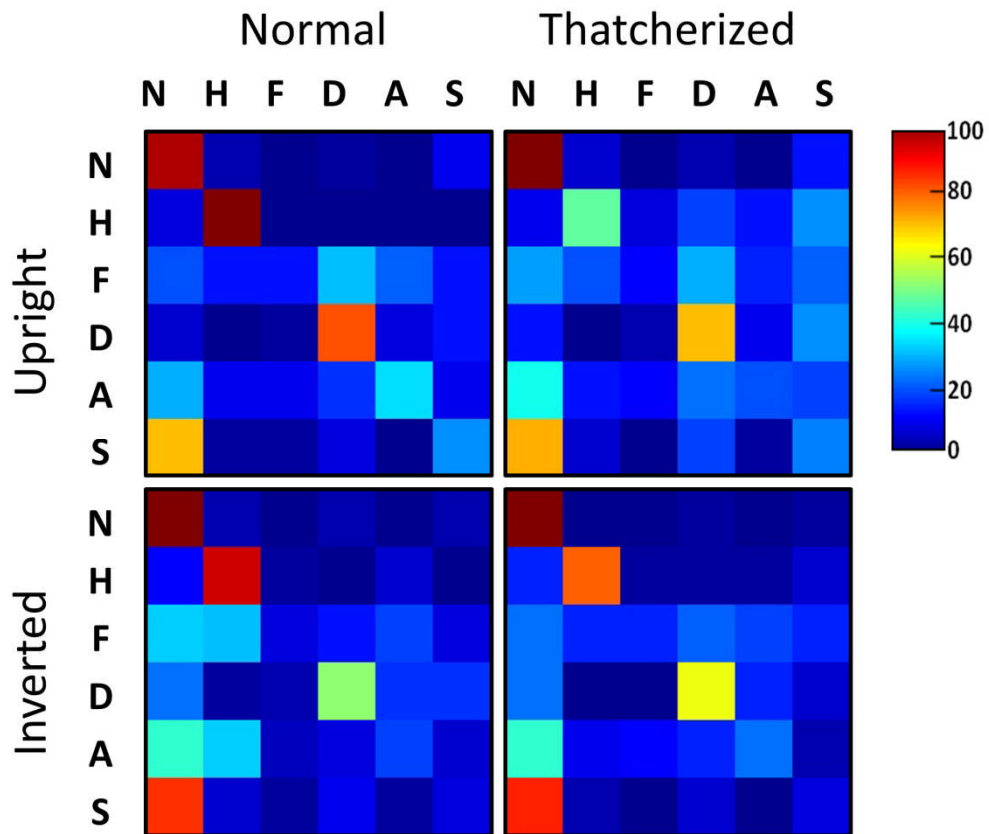 Normal Thatcherized
N H F D A S N H F D A S
Upright
N
H
F
D
A
S
100
80
60
40
20
0
Inverted
N
H
F
D
A
S